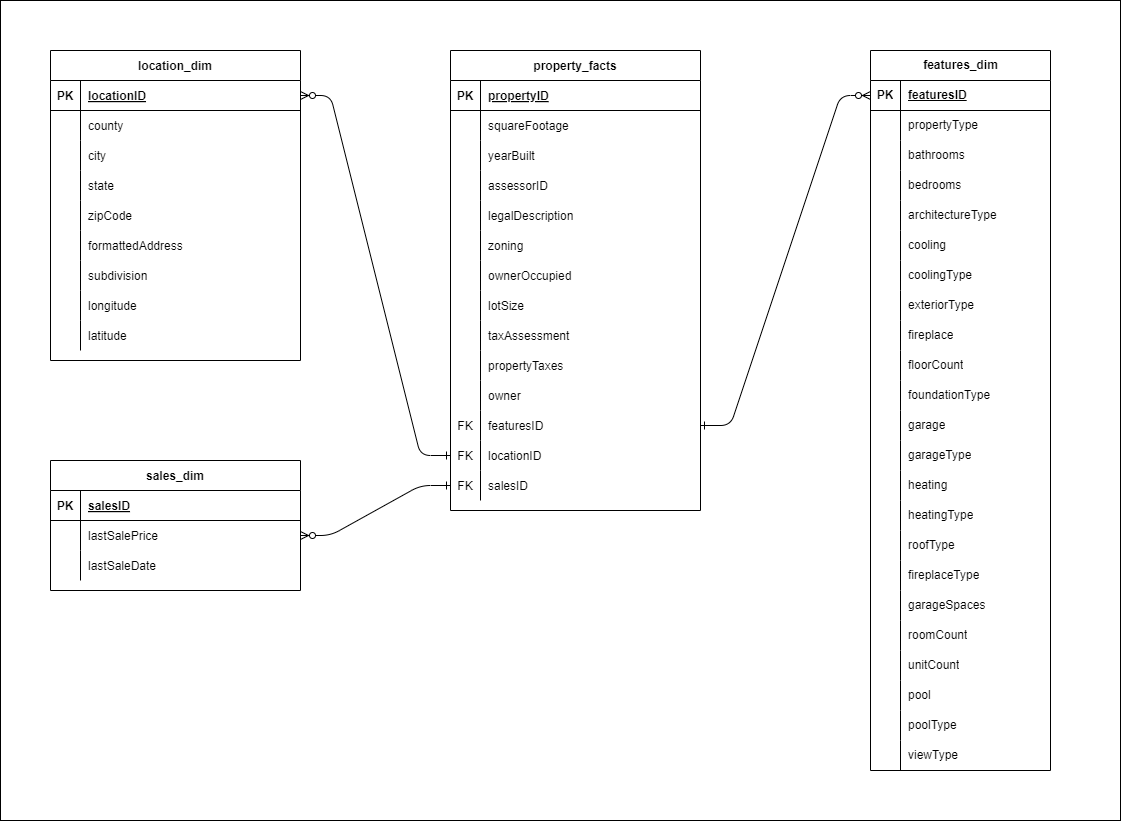 location_dim
PK locationID
county
city
state
zipCode
formattedAddress
subdivision
longitude
latitude
sales_dim
PK salesID
lastSalePrice
lastSaleDate
property_facts
PK propertyID
squareFootage
yearBuilt
assessorID
legalDescription
zoning
ownerOccupied
lotSize
taxAssessment
propertyTaxes
owner
FK featuresID
FK locationID
FK salesID
features_dim
PK featuresID
propertyType
bathrooms
bedrooms
architectureType
cooling
coolingType
exteriorType
fireplace
floorCount
foundationType
garage
garageType
heating
heatingType
roofType
fireplaceType
garageSpaces
roomCount
unitCount
pool
poolType
viewType